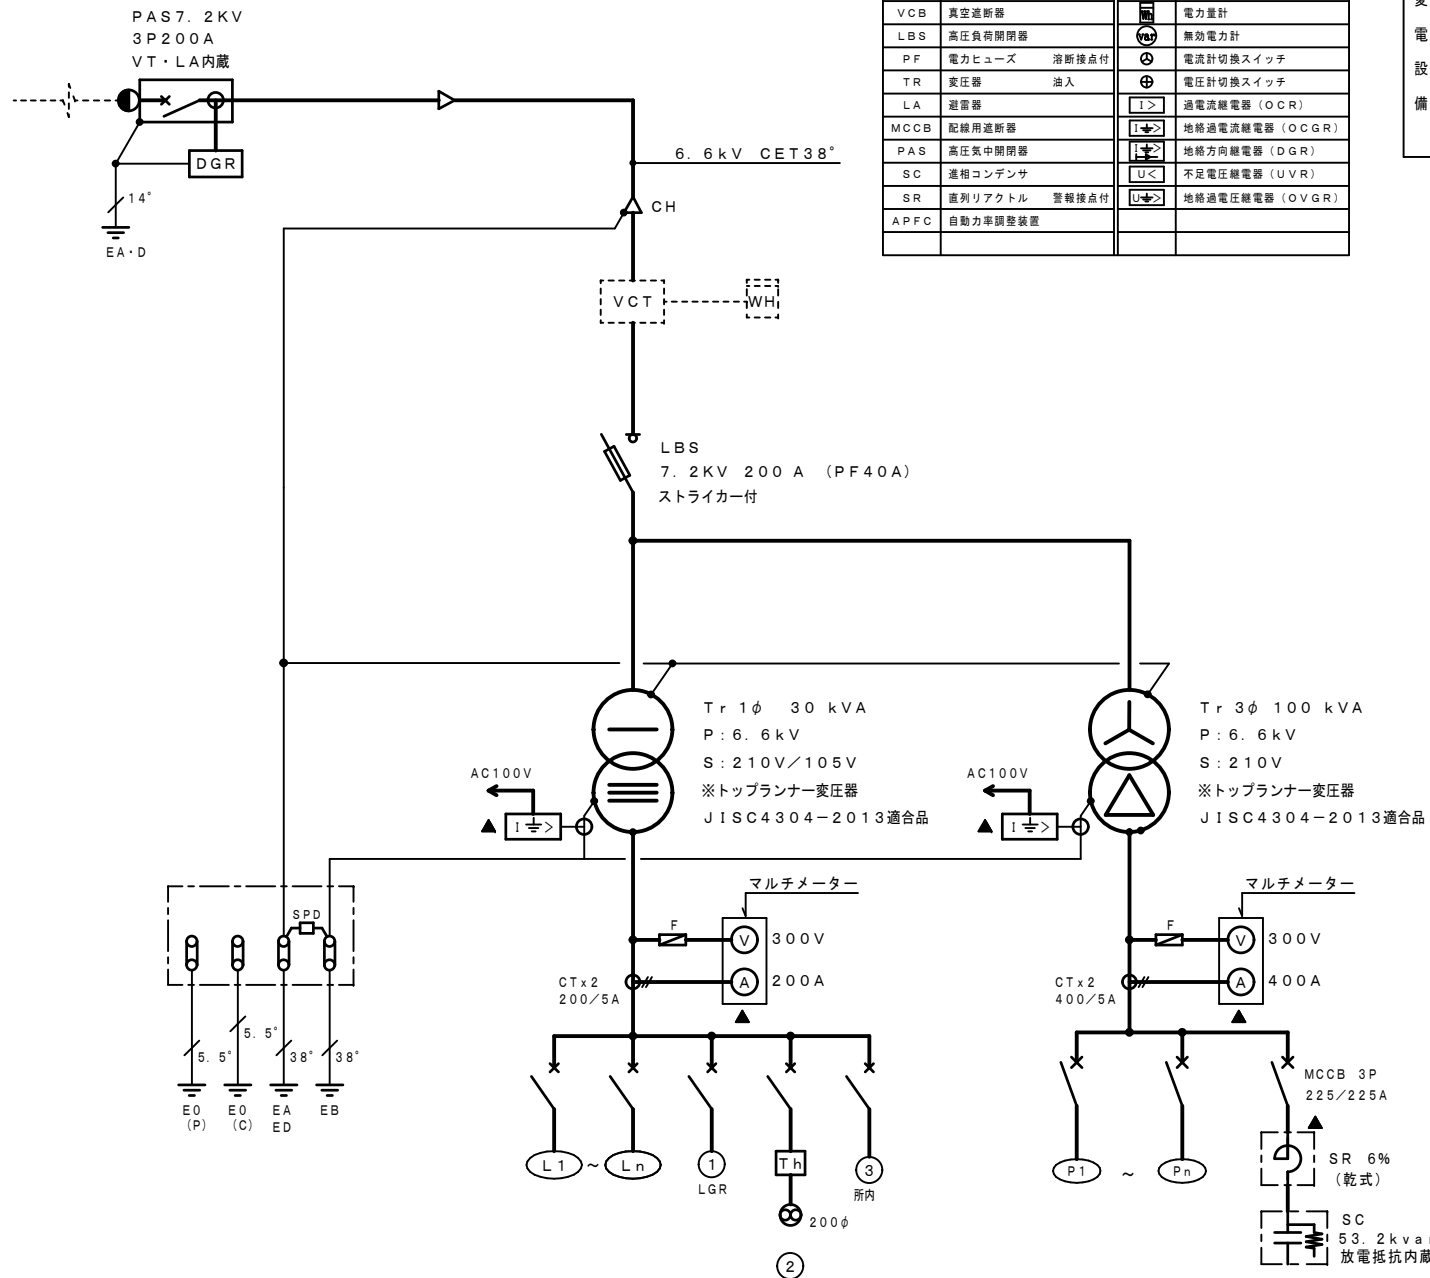 PAS7.2KV
3P200A
VT・LA内蔵
DGR
14°
EA・D
6.6kV CET38°
CH
VCT
WH
VCB 真空遮断器 Wh 電力量計
LBS 高圧負荷開閉器 var 無効電力計
PF 電力ヒューズ 溶断接点付 電流計切換スイッチ
TR 変圧器 油入 電圧計切換スイッチ
LA 避雷器 I> 過電流継電器(OCR)
MCCB 配線用遮断器 I> 地絡過電流継電器(OCGR)
PAS 高圧気中開閉器 I> 地絡方向継電器(DGR)
SC 進相コンデンサ U< 不足電圧継電器(UVR)
SR 直列リアクトル 警報接点付 U> 地絡過電圧継電器(OVGR)
APFC 自動力率調整装置
変
電
設
備
LBS
7.2KV 200A (PF40A)
ストライカー付
Tr 1φ 30 kVA
P:6.6kV
S:210V/105V
※トップランナー変圧器
JISC4304-2013適合品
AC100V
I >
Tr 3φ 100 kVA
P:6.6kV
S:210V
※トップランナー変圧器
JISC4304-2013適合品
AC100V
I >
マルチメーター
F
V 300V
A 200A
CTx2
200/5A
マルチメーター
F
V 300V
A 400A
CTx2
400/5A
SPD
5.5°
5.5°
38°
38°
E0
(P)
E0
(C)
EA
ED
EB
L1 ~ Ln
1
LGR
Th
200φ
2
3
所内
P1 ~ Pn
MCCB 3P
225/225A
SR 6%
(乾式)
SC
53.2kva
放電抵抗内蔵